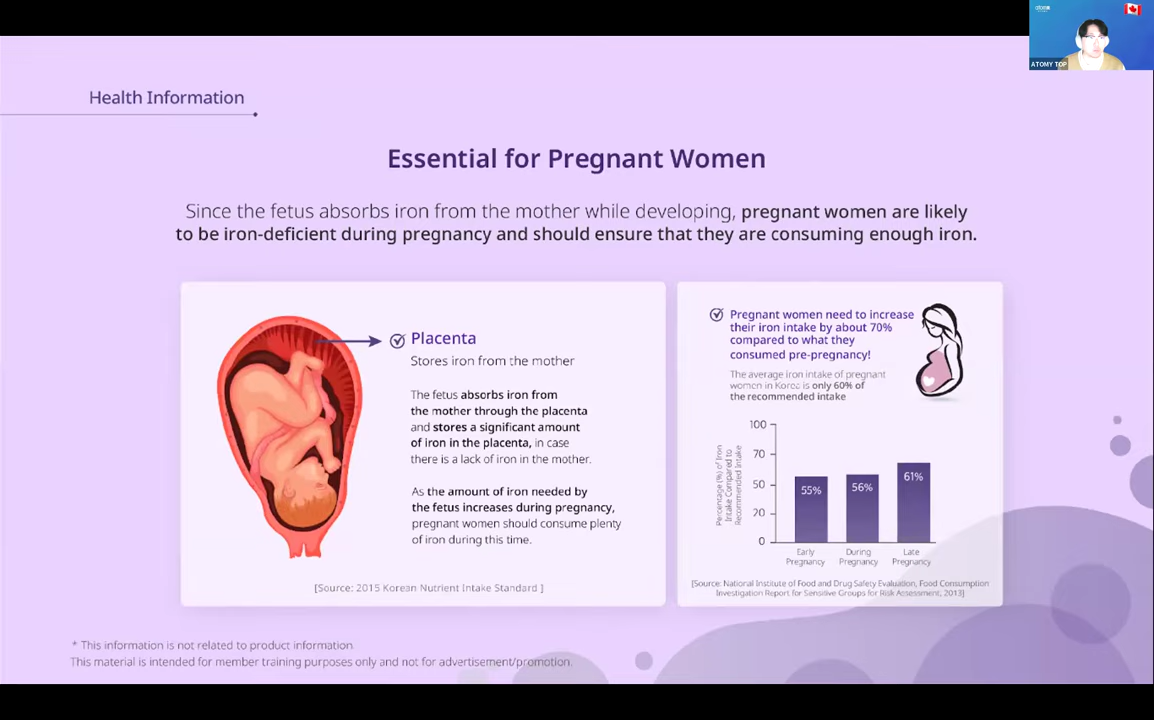 ATOMY TOP
Health Information
Essential for Pregnant Women
Since the fetus absorbs iron from the mother while developing, pregnant women are likely
to be iron-deficient during pregnancy and should ensure that they are consuming enough iron.
Placenta
Stores iron from the mother
The fetus absorbs iron from
the mother through the placenta
and stores a significant amount
of iron in the placenta, in case
there is a lack of iron in the mother.
As the amount of iron needed by
the fetus increases during pregnancy,
pregnant women should consume plenty
of iron during this time.
[Source: 2015 Korean Nutrient Intake Standard ]
Pregnant women need to increase
their iron intake by about 70%
compared to what they
consumed pre-pregnancy!
The average iron intake of pregnant
women in Korea is only 60% of
the recommended intake
Percentage (%) of Iron
Intake Compared to
Recommended Intake
100
70
50
20
0
55%
56%
61%
Early
Pregnancy
During
Pregnancy
Late
Pregnancy
[Source: National Institute of Food and Drug Safety Evaluation, Food Consumption
Investigation Report for Sensitive Groups for Risk Assessment, 2013]
* This information is not related to product information
This material is intended for member training purposes only and not for advertisement/promotion.